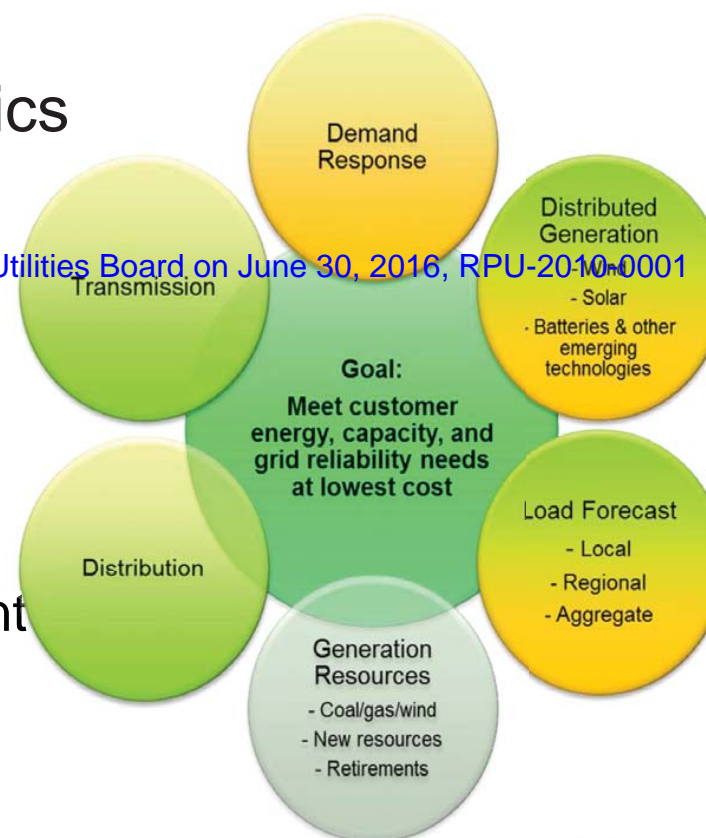 ics
Demand
Response
Distributed
Generation
- Wind
- Solar
- Batteries & other
emerging
technologies
Utilities Board on June 30, 2016, RPU-2010-0001
Transmission
Goal:
Meet customer
energy, capacity, and
grid reliability needs
at lowest cost
Load Forecast
- Local
- Regional
- Aggregate
Distribution
nt
Generation
Resources
- Coal/gas/wind
- New resources
- Retirements